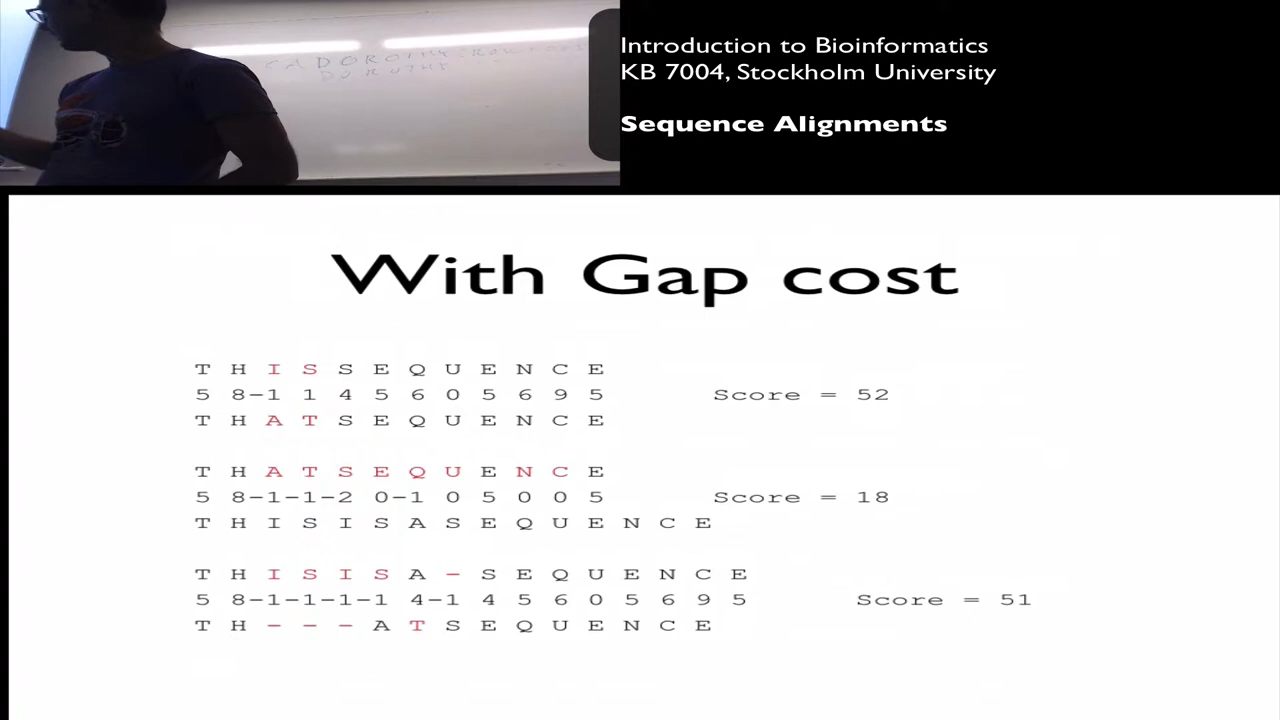 Introduction to Bioinformatics
KB 7004, Stockholm University
Sequence Alignments
With Gap cost
T H I S S E Q U E N C E
5 8-1 1 4 5 6 0 5 6 9 5 Score = 52
T H A T S E Q U E N C E
T H A T S E Q U E N C E
5 8-1-1-2 0-1 0 5 0 0 5 Score = 18
T H I S I S A S E Q U E N C E
T H I S I S A - S E Q U E N C E
5 8-1-1-1-1 4-1 4 5 6 0 5 6 9 5 Score = 51
T H - - - A T S E Q U E N C E